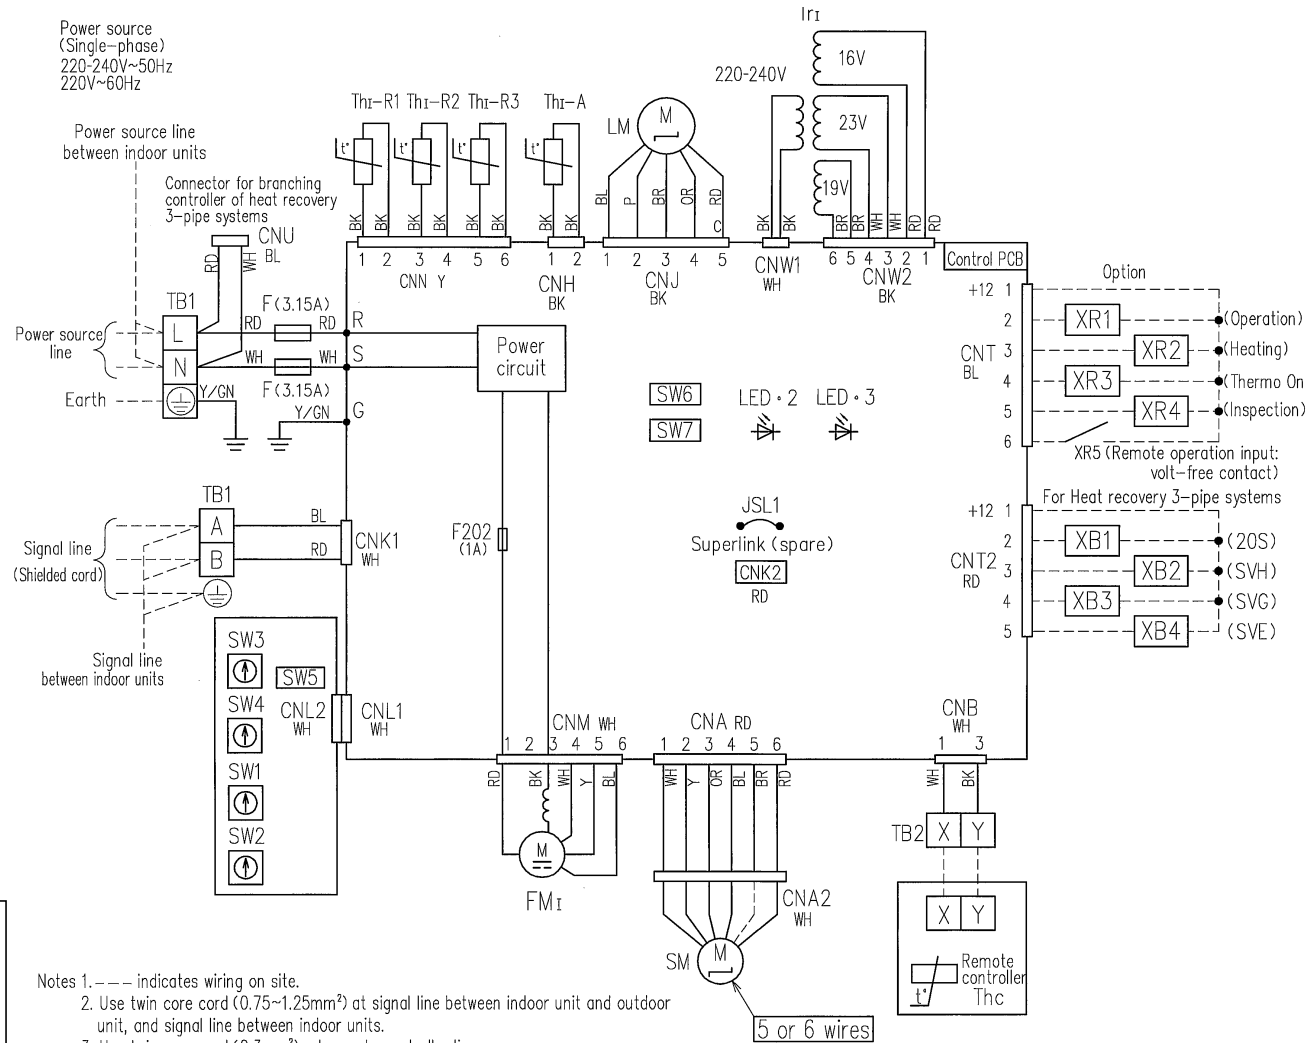 Power source
(Single-phase)
220-240V~50Hz
220V~60Hz
Power source line
between indoor units
Connector for branching
controller of heat recovery
3-pipe systems
CNU
BL
RD
WH
TB1
L
N
F(3.15A)
RD
RD
R
WH
WH
S
F(3.15A)
Power source
line
Earth
Y/GN
Y/GN
G
ThI-R1
ThI-R2
ThI-R3
ThI-A
t°
t°
t°
t°
BK
BK
BK
BK
BK
BK
BK
BK
1 2 3 4 5 6
CNN Y
1 2
CNH
BK
LM
M
BL
P
BR
OR
RD
C
1 2 3 4 5
CNJ
BK
220-240V
IrI
16V
23V
19V
BK
BK
CNW1
WH
BR
BR
WH
WH
RD
RD
6 5 4 3 2 1
CNW2
BK
Control PCB
Power
circuit
SW6
SW7
LED・2
LED・3
JSL1
Superlink (spare)
CNK2
RD
F202
(1A)
Option
+12 1
2
XR1
(Operation)
CNT
BL
3
XR2
(Heating)
4
XR3
(Thermo On
5
XR4
(Inspection)
6
XR5 (Remote operation input:
volt-free contact)
For Heat recovery 3-pipe systems
+12 1
2
XB1
(20S)
CNT2
RD
3
XB2
(SVH)
4
XB3
(SVG)
5
XB4
(SVE)
TB1
A
BL
B
RD
CNK1
WH
Signal line
(Shielded cord)
Signal line
between indoor units
SW3
SW5
SW4
SW1
SW2
CNL2
WH
CNL1
WH
CNM WH
1 2 3 4 5 6
RD
BK
WH
Y
BL
M
FMI
CNA RD
1 2 3 4 5 6
WH
Y
OR
BL
BR
RD
CNA2
WH
SM
M
5 or 6 wires
CNB
WH
1 3
WH
BK
TB2
X Y
X Y
Remote
controller
Thc
t°
Notes 1. --- indicates wiring on site.
2. Use twin core cord (0.75~1.25mm²) at signal line between indoor unit and outdoor
unit, and signal line between indoor units.